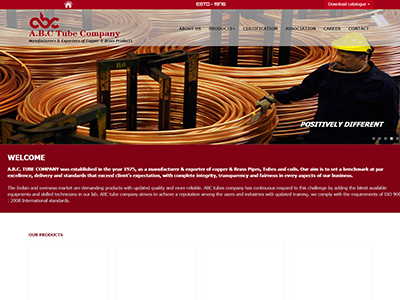 ESTD - 1975
Download catalogue
abc
A.B.C Tube Company
Manufacturers & Exporters of Copper & Brass Products
ABOUT US PRODUCTS CERTIFICATION ASSOCIATION CAREER CONTACT
POSITIVELY DIFFERENT
WELCOME
A.B.C. TUBE COMPANY was established in the year 1975, as a manufacturer & exporter of copper & Brass Pipes, Tubes and coils. Our aim is to set a benchmark at par
excellence, delivery and standards that exceed client's expectation, with complete integrity, transparency and fairness in every aspects of our business.
The Indian and overseas market are demanding products with updated quality and more reliable. ABC tubes company has continuous respond to this challenge by adding the latest available
equipments and skilled technicians in our lab. ABC tube company strives to achieve a reputation among the users and industries with updated training. we comply with the requirements of ISO 900
: 2008 International standards.
OUR PRODUCTS